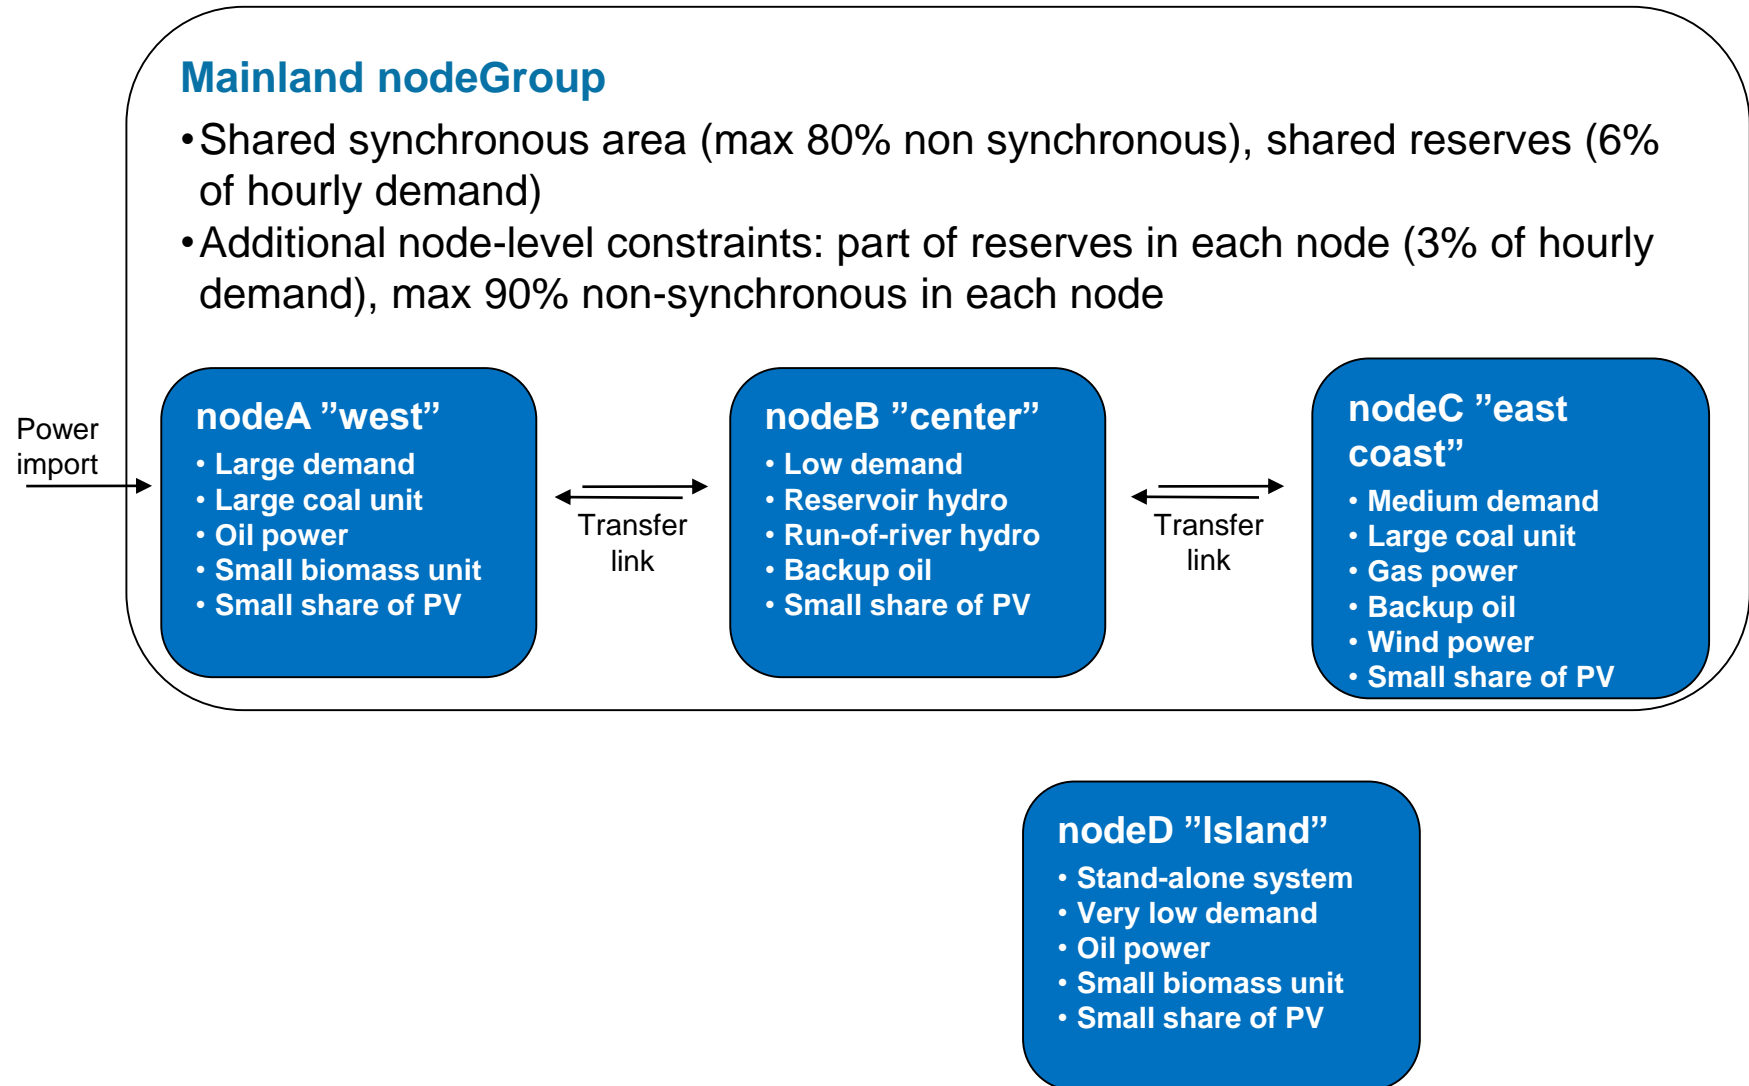 Mainland nodeGroup
•Shared synchronous area (max 80% non synchronous), shared reserves (6%
of hourly demand)
•Additional node-level constraints: part of reserves in each node (3% of hourly
demand), max 90% non-synchronous in each node
Power
import
nodeA ”west”
• Large demand
• Large coal unit
• Oil power
• Small biomass unit
• Small share of PV
Transfer
link
nodeB ”center”
• Low demand
• Reservoir hydro
• Run-of-river hydro
• Backup oil
• Small share of PV
Transfer
link
nodeC ”east
coast”
• Medium demand
• Large coal unit
• Gas power
• Backup oil
• Wind power
• Small share of PV
nodeD ”Island”
• Stand-alone system
• Very low demand
• Oil power
• Small biomass unit
• Small share of PV